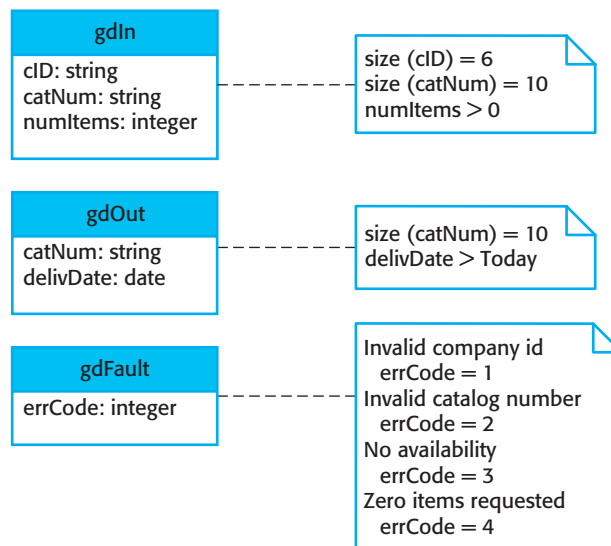 gdIn
cID: string
catNum: string
numItems: integer
size (cID) = 6
size (catNum) = 10
numItems > 0
gdOut
catNum: string
delivDate: date
size (catNum) = 10
delivDate > Today
gdFault
errCode: integer
Invalid company id
errCode = 1
Invalid catalog number
errCode = 2
No availability
errCode = 3
Zero items requested
errCode = 4